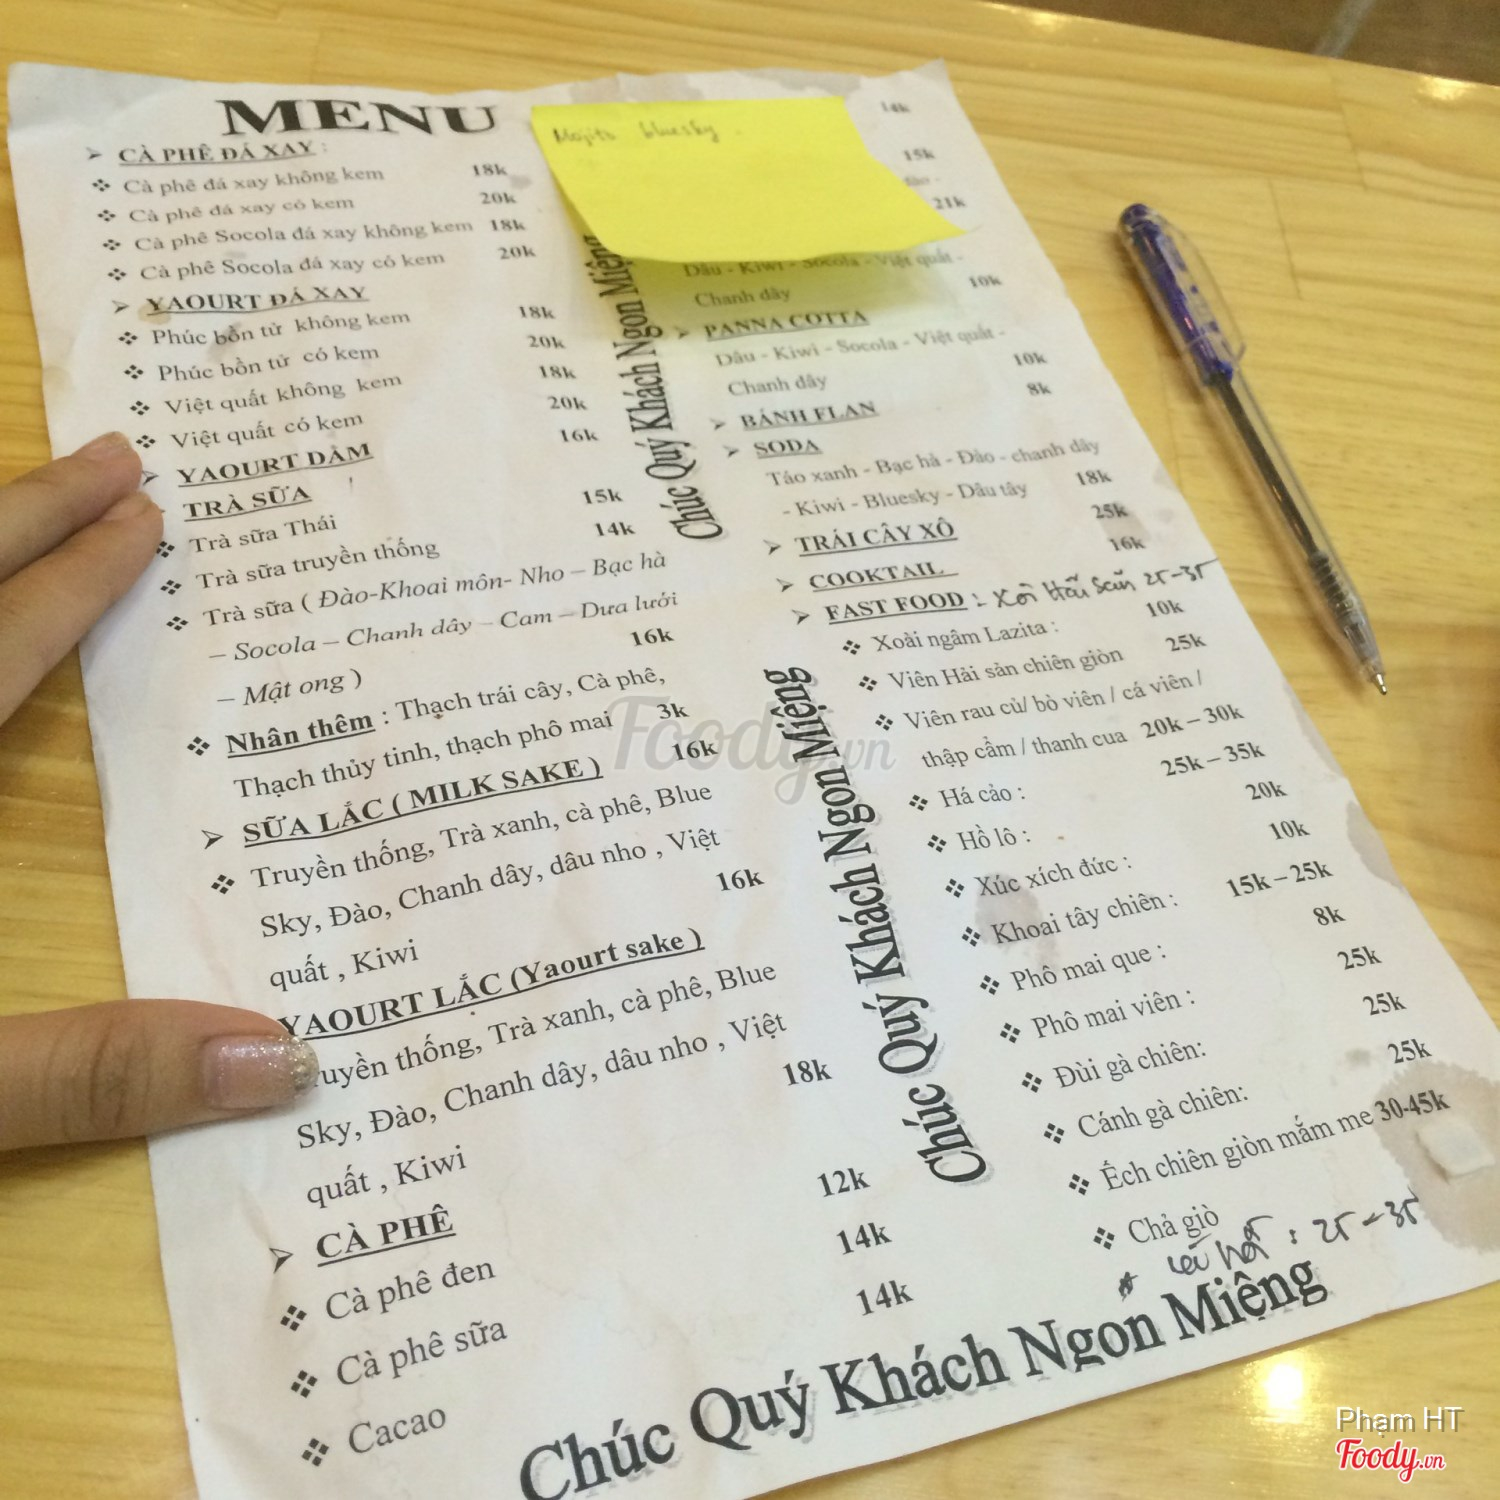 MENU
CÀ PHÊ ĐÁ XAY :
Cà phê đá xay không kem 18k
Cà phê đá xay có kem 20k
Cà phê Socola đá xay không kem 18k
Cà phê Socola đá xay có kem 20k
YAOURT ĐÁ XAY
Phúc bồn tử không kem 18k
Phúc bồn tử có kem 20k
Việt quất không kem 18k
Việt quất có kem 20k
YAOURT DẦM 16k
TRÀ SỮA
Trà sữa Thái 15k
Trà sữa truyền thống 14k
Trà sữa ( Đào-Khoai môn- Nho – Bạc hà
– Socola – Chanh dây – Cam – Dưa lưới
– Mật ong ) 16k
Nhân thêm : Thạch trái cây, Cà phê,
Thạch thủy tinh, thạch phô mai 3k
SỮA LẮC ( MILK SAKE ) 16k
Truyền thống, Trà xanh, cà phê, Blue
Sky, Đào, Chanh dây, dâu nho , Việt
quất , Kiwi 16k
YAOURT LẮC (Yaourt sake )
ruyền thống, Trà xanh, cà phê, Blue
Sky, Đào, Chanh dây, dâu nho , Việt
quất , Kiwi 18k
CÀ PHÊ
Cà phê đen 12k
Cà phê sữa 14k
Cacao 14k
Chúc Quý Khách Ngon Miệng
Chúc Quý Khách Ngon Miệng
Mojito bluesky
14k
15k
21k
Dâu - Kiwi - Socola - Việt quất -
Chanh dây 10k
PANNA COTTA
Dâu - Kiwi - Socola - Việt quất -
Chanh dây 10k
BÁNH FLAN 8k
SODA
Táo xanh - Bạc hà - Đào - chanh dây
- Kiwi - Bluesky - Dâu tây 18k
TRÁI CÂY XÔ 25k
COOKTAIL 16k
FAST FOOD : 25-35
Xoài ngâm Lazita : 10k
Viên Hải sản chiên giòn 25k
Viên rau củ/ bò viên / cá viên /
thập cẩm / thanh cua 20k – 30k
Há cảo : 25k – 35k
Hồ lô : 20k
Xúc xích đức : 10k
Khoai tây chiên : 15k – 25k
Phô mai que : 8k
Phô mai viên : 25k
Đùi gà chiên: 25k
Cánh gà chiên: 25k
Ếch chiên giòn mắm me 30-45k
Chả giò
: 25 - 35
Chúc Quý Khách Ngon Miệng
Foody.vn
Phạm HT
Foody.vn